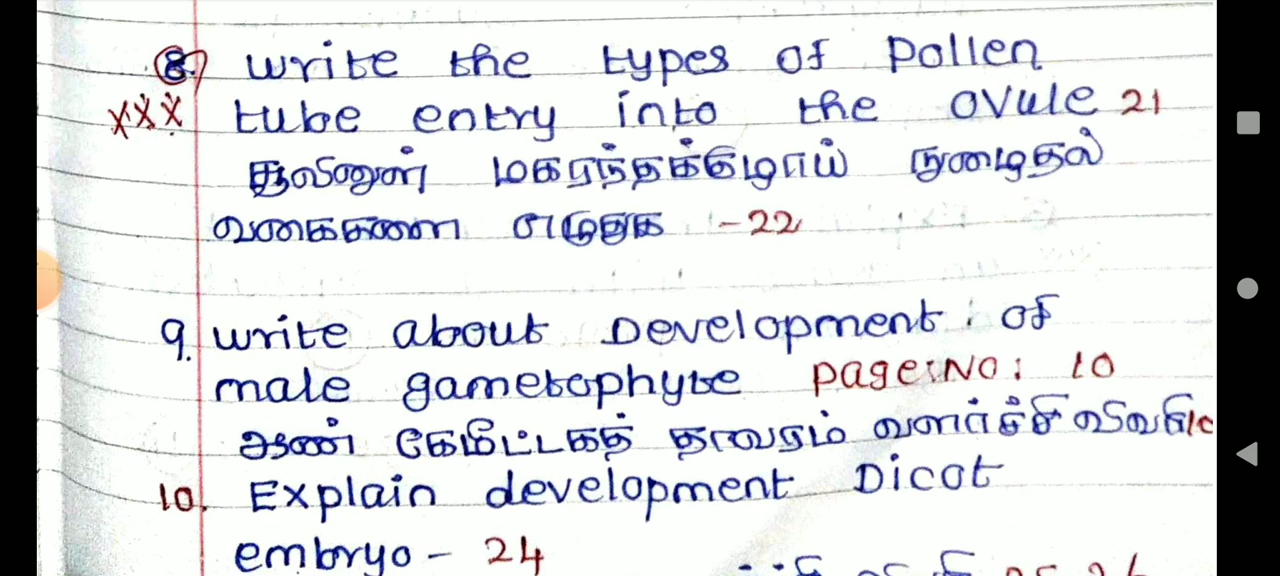 8. Write the types of Pollen
XXX tube entry into the ovule 21
சூலினுள் மகரந்தக்குழாய் நுழைதல்
வகைகளை எழுதுக - 22
9. Write about Development of
male gametophyte page:No: 10
ஆண் கேமீட்டகத் தாவரம் வளர்ச்சி
10. Explain development Dicot
embryo - 24